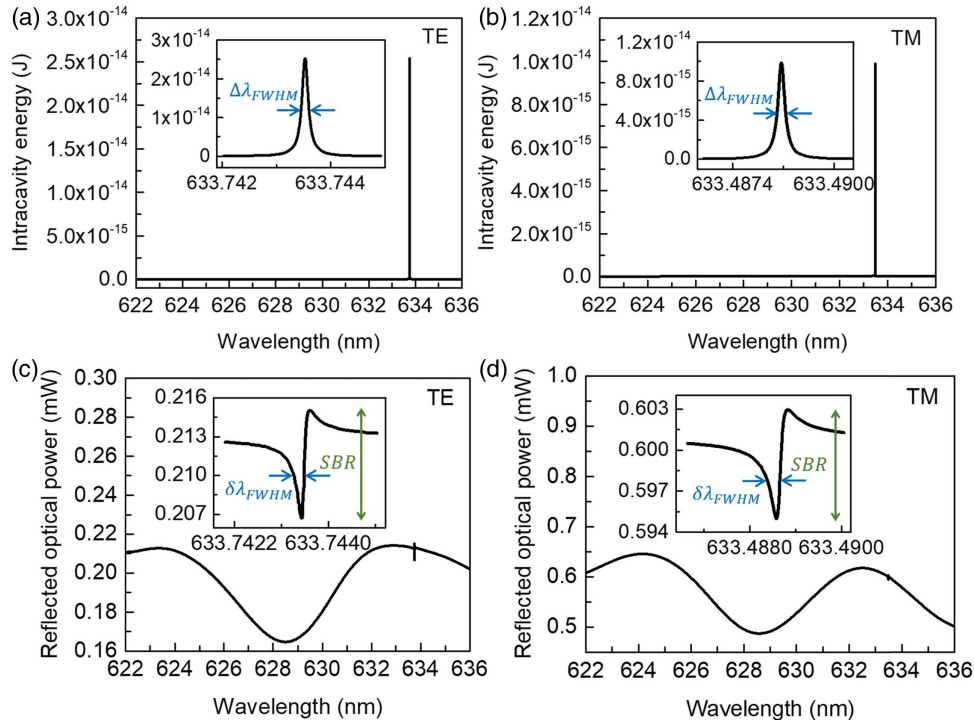 (a)
TE
Intracavity energy (J)
3.0x10⁻¹⁴
2.5x10⁻¹⁴
2.0x10⁻¹⁴
1.5x10⁻¹⁴
1.0x10⁻¹⁴
5.0x10⁻¹⁵
0.0
3x10⁻¹⁴
2x10⁻¹⁴
1x10⁻¹⁴
0
Δλ_FWHM
633.742 633.744
622 624 626 628 630 632 634 636
Wavelength (nm)
(b)
TM
Intracavity energy (J)
1.2x10⁻¹⁴
1.0x10⁻¹⁴
8.0x10⁻¹⁵
6.0x10⁻¹⁵
4.0x10⁻¹⁵
2.0x10⁻¹⁵
0.0
1.2x10⁻¹⁴
8.0x10⁻¹⁵
4.0x10⁻¹⁵
0.0
Δλ_FWHM
633.4874 633.4900
622 624 626 628 630 632 634 636
Wavelength (nm)
(c)
TE
Reflected optical power (mW)
0.30
0.28
0.26
0.24
0.22
0.20
0.18
0.16
0.216
0.213
0.210
0.207
δλ_FWHM
SBR
633.7422 633.7440
622 624 626 628 630 632 634 636
Wavelength (nm)
(d)
TM
Reflected optical power (mW)
1.0
0.9
0.8
0.7
0.6
0.5
0.603
0.600
0.597
0.594
δλ_FWHM
SBR
633.4880 633.4900
622 624 626 628 630 632 634 636
Wavelength (nm)